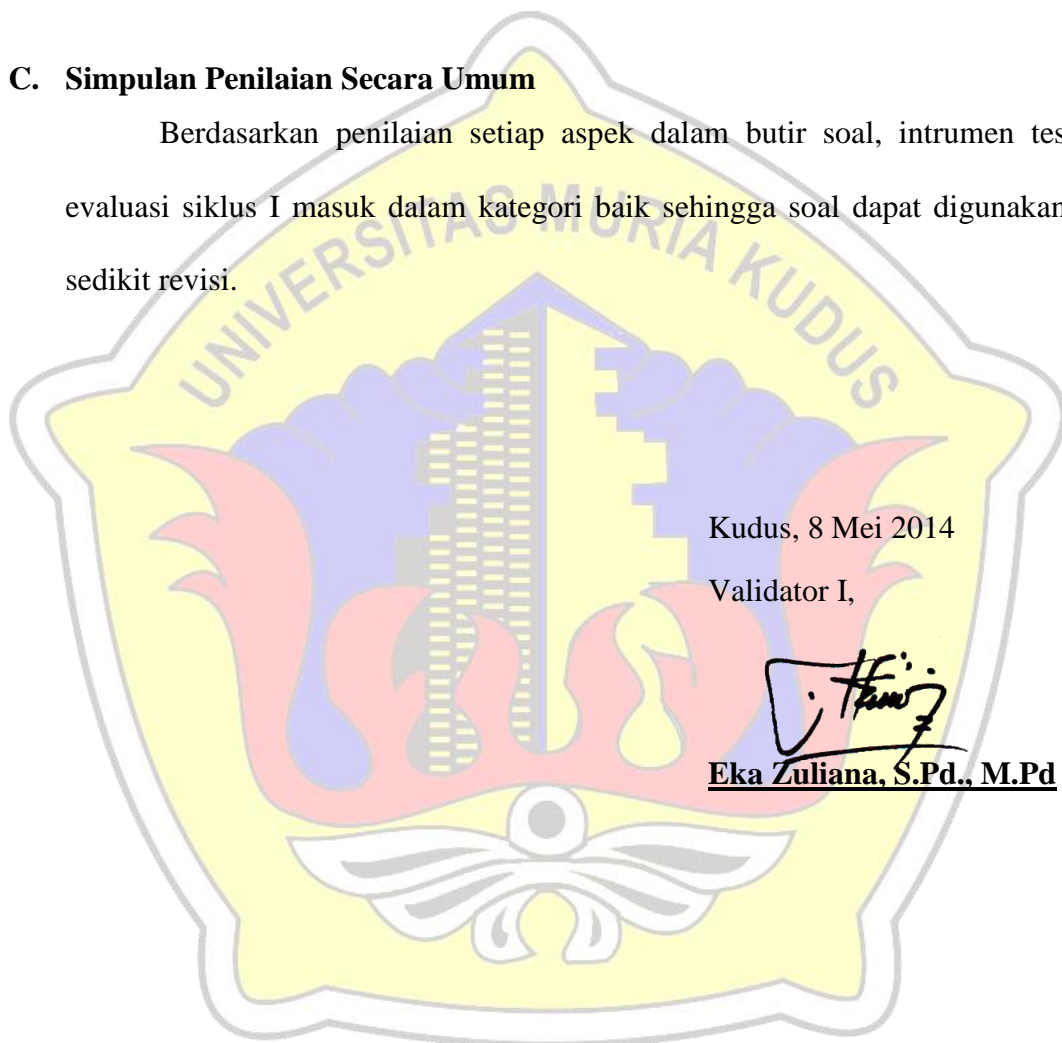 C. Simpulan Penilaian Secara Umum
Berdasarkan penilaian setiap aspek dalam butir soal, intrumen tes
evaluasi siklus I masuk dalam kategori baik sehingga soal dapat digunakan
sedikit revisi.
UNIVERSITAS MURIA KUDUS
Kudus, 8 Mei 2014
Validator I,
Eka Zuliana, S.Pd., M.Pd